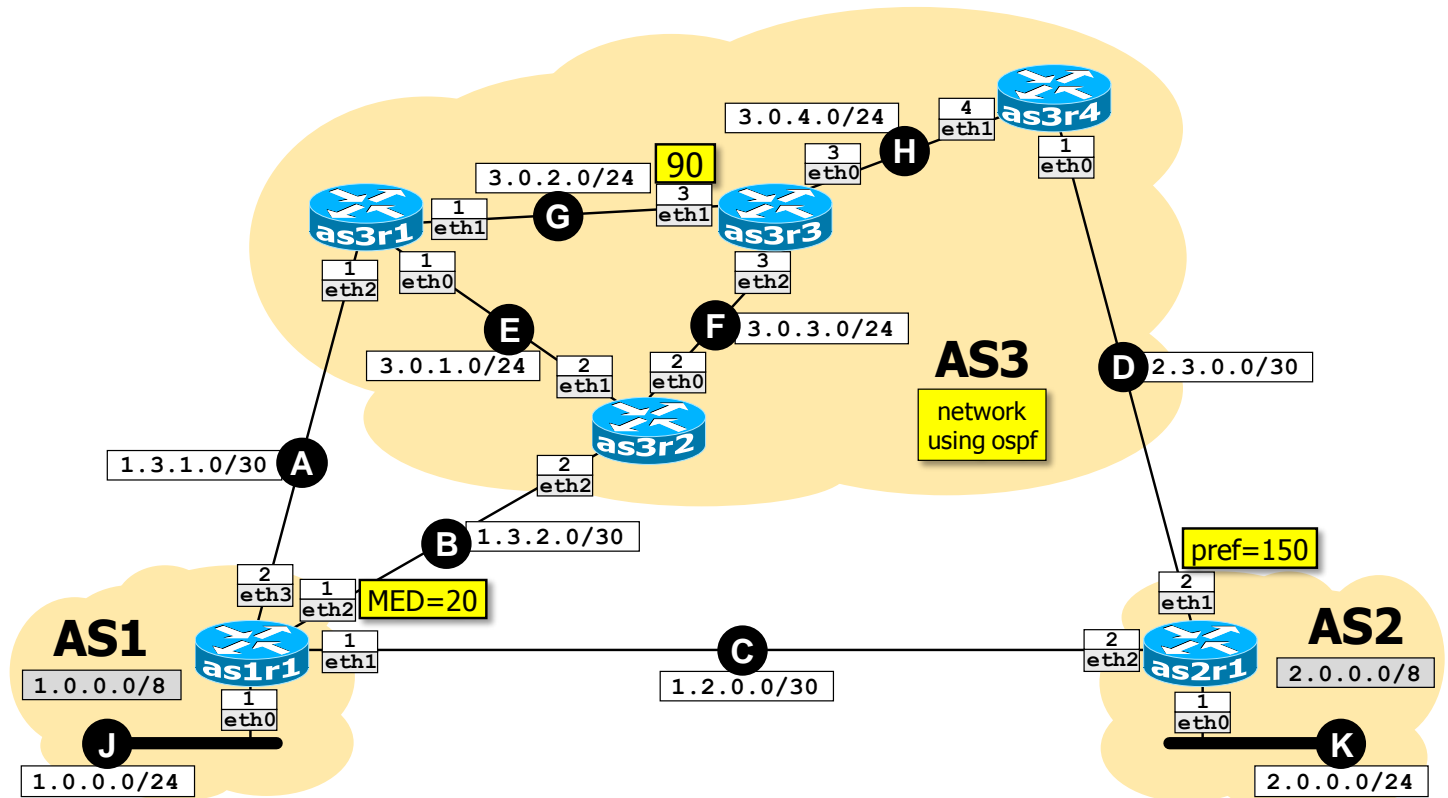 3.0.4.0/24
4
eth1
as3r4
H
1
eth0
3
eth0
90
3.0.2.0/24
3
eth1
G
1
eth1
as3r1
as3r3
1
eth2
1
eth0
3
eth2
E
F
3.0.3.0/24
3.0.1.0/24
2
eth1
2
eth0
AS3
D
2.3.0.0/30
network
using ospf
as3r2
1.3.1.0/30
A
2
eth2
B
1.3.2.0/30
pref=150
2
eth3
1
eth2
MED=20
2
eth1
AS1
1.0.0.0/8
as1r1
1
eth1
C
1.2.0.0/30
2
eth2
as2r1
AS2
2.0.0.0/8
1
eth0
1
eth0
J
1.0.0.0/24
K
2.0.0.0/24